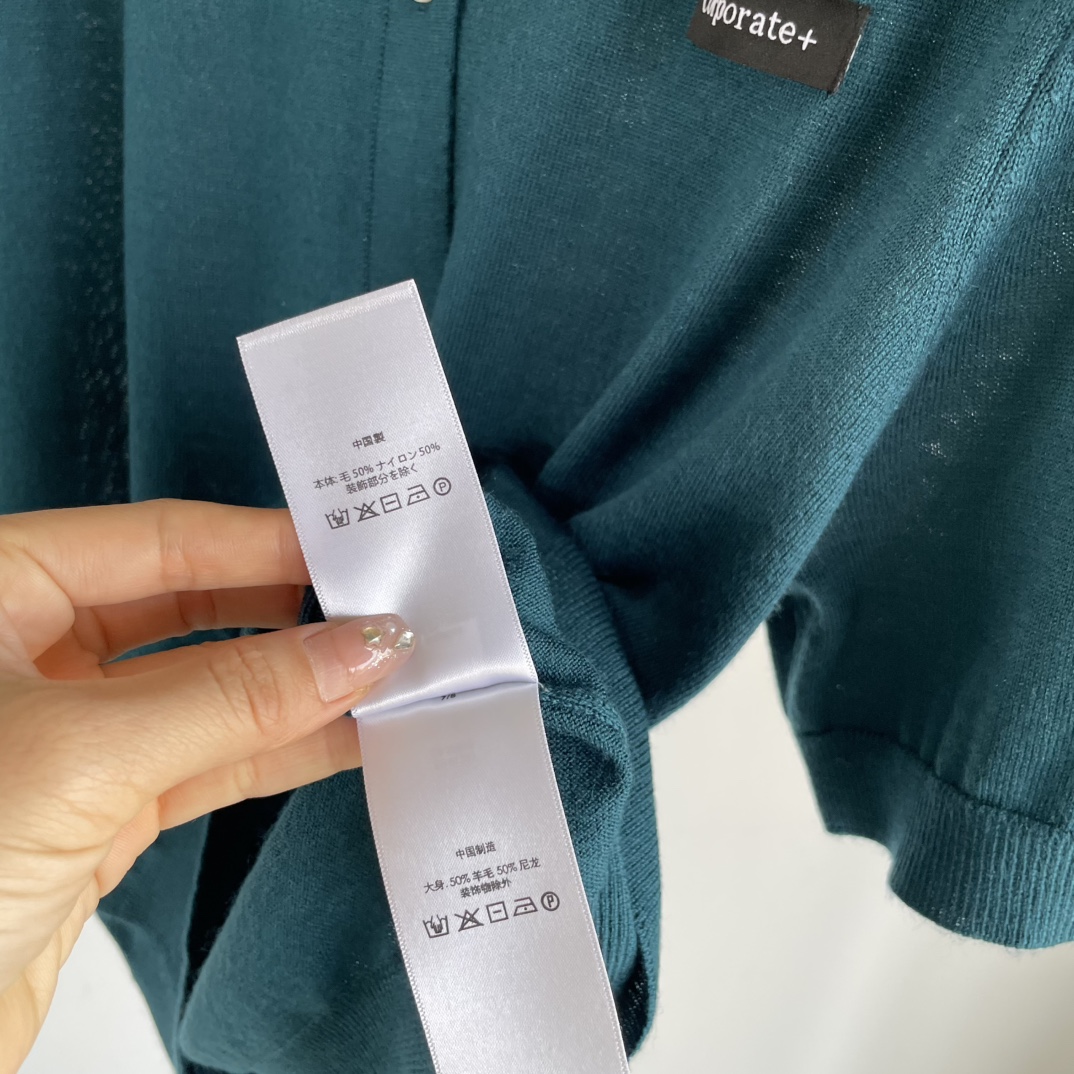 中国製
本体:毛 50% ナイロン 50%
装飾部分を除く
中国制造
大身. 50% 羊毛 50% 尼龙
装饰物除外